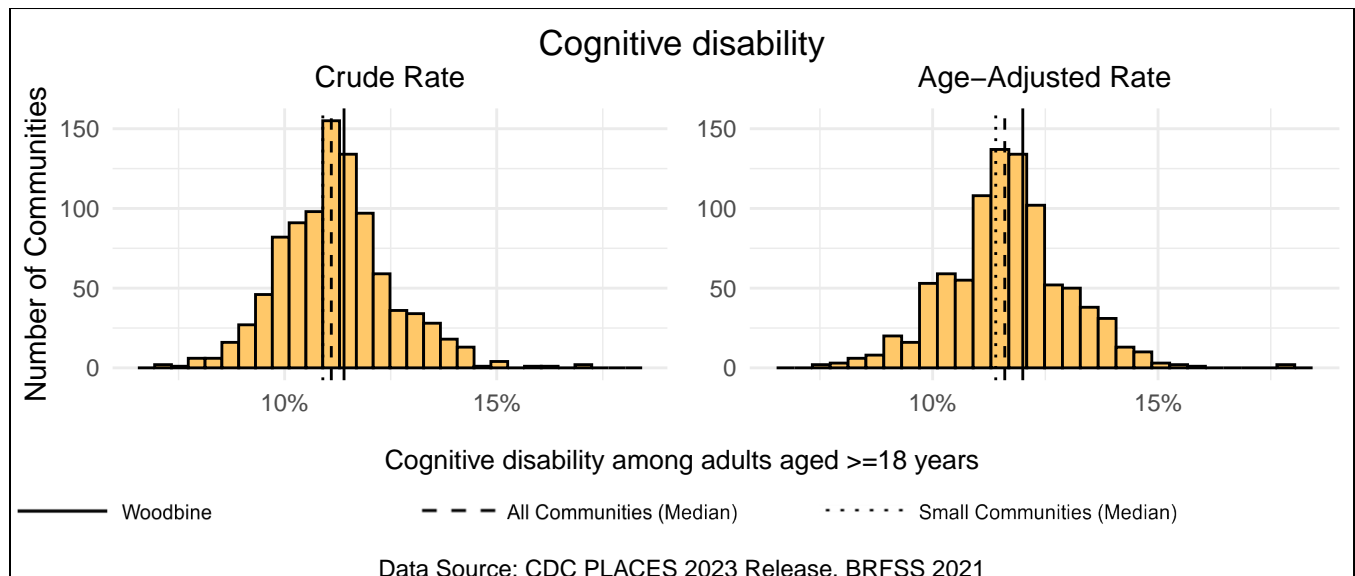 Cognitive disability
Crude Rate
Age−Adjusted Rate
Number of Communities
150
100
50
0
10%
15%
150
100
50
0
10%
15%
Cognitive disability among adults aged >=18 years
Woodbine
All Communities (Median)
Small Communities (Median)
Data Source: CDC PLACES 2023 Release, BRFSS 2021